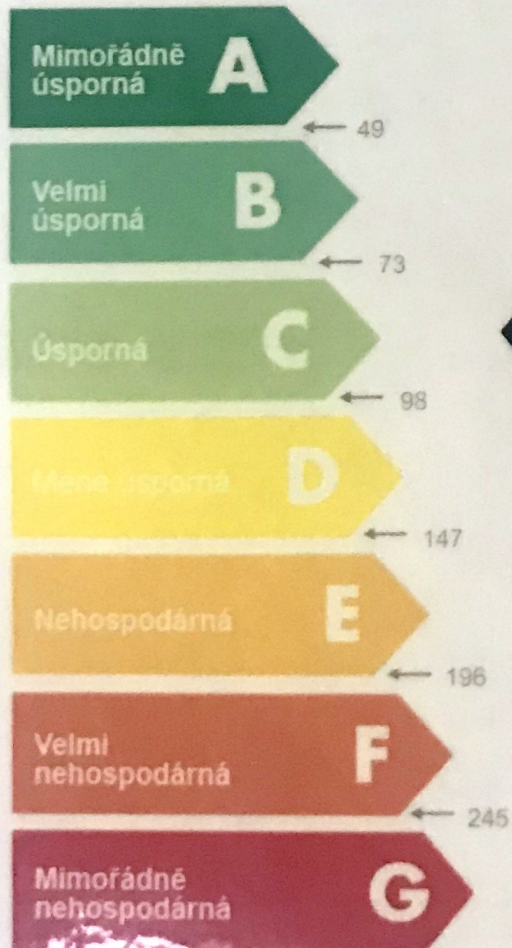 Mimořádně
úsporná
A
49
Velmi
úsporná
B
73
Úsporná
C
98
Méně úsporná
D
147
Nehospodárná
E
196
Velmi
nehospodárná
F
245
Mimořádně
nehospodárná
G